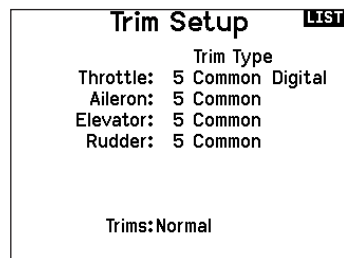 Trim Setup LIST
Trim Type
Throttle: 5 Common Digital
Aileron: 5 Common
Elevator: 5 Common
Rudder: 5 Common
Trims:Normal